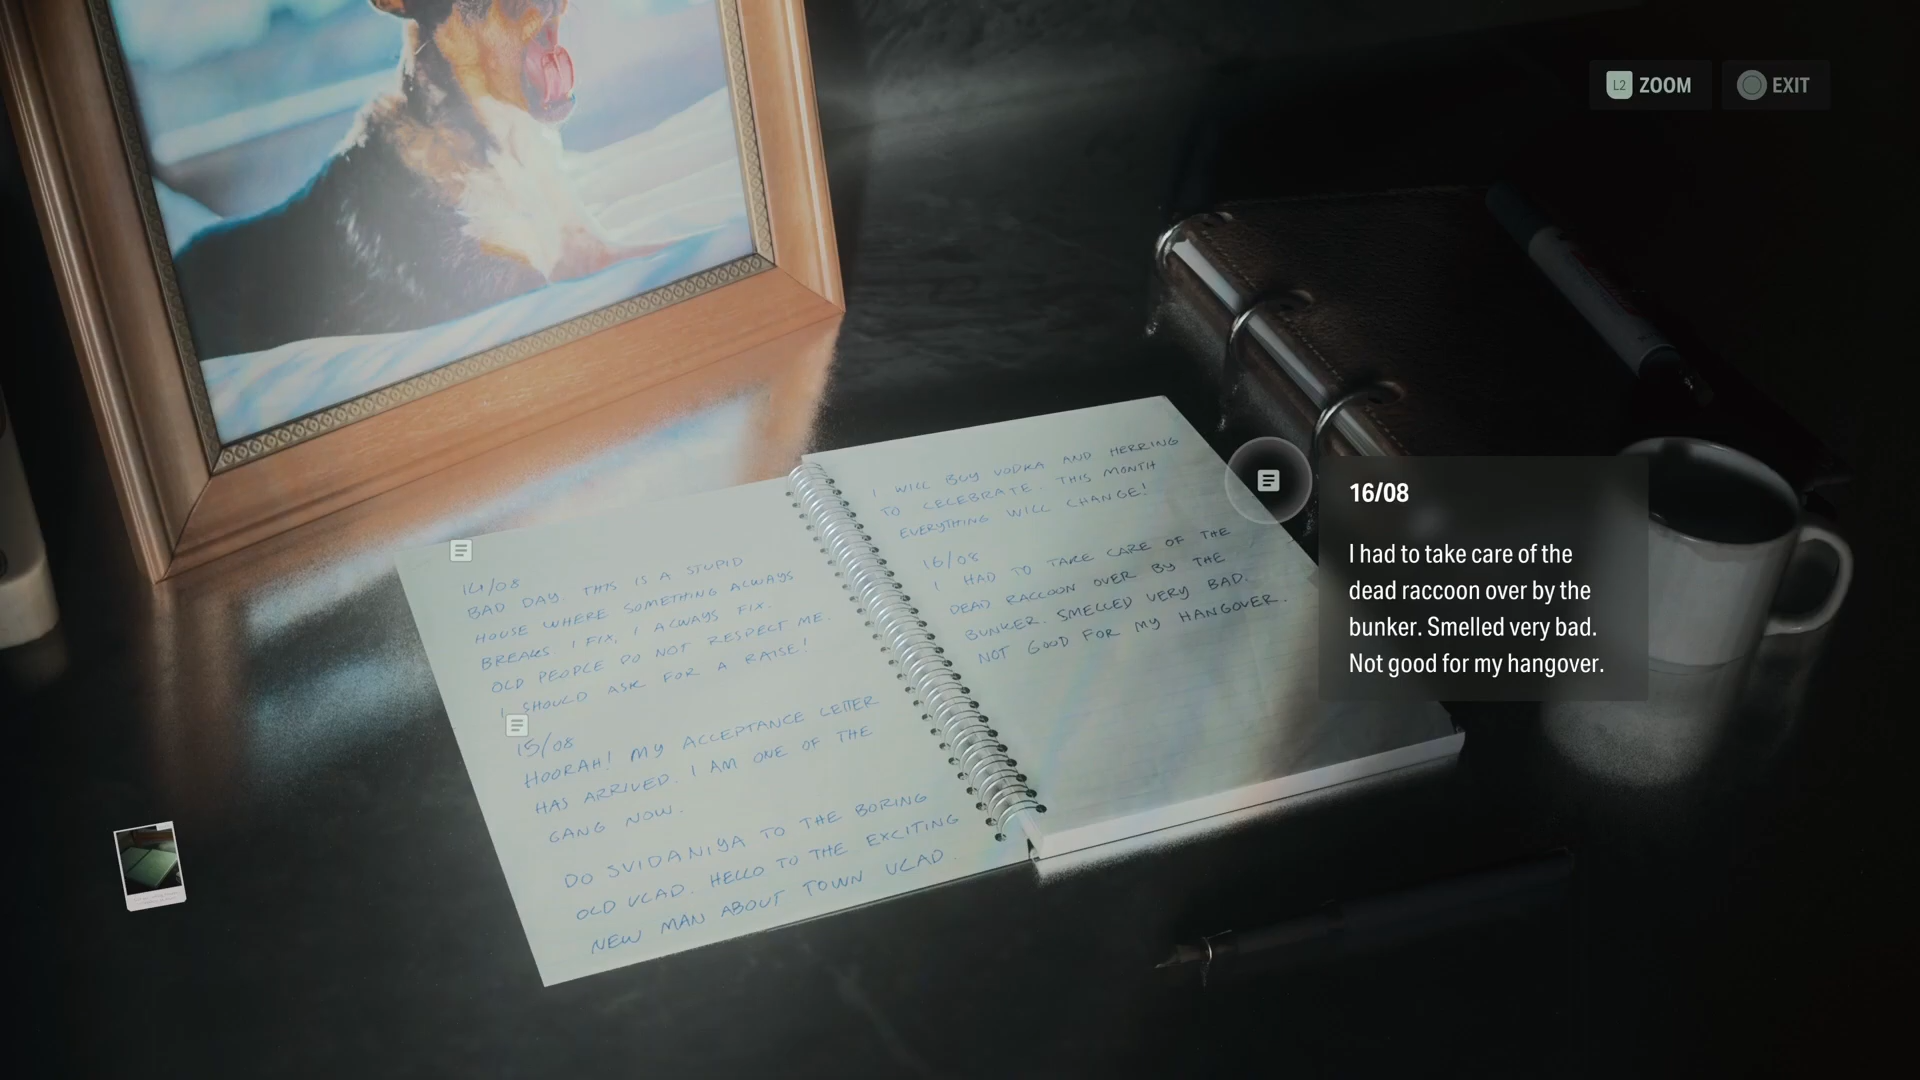 L2 ZOOM
EXIT
14/08
BAD DAY. THIS IS A STUPID
HOUSE WHERE SOMETHING ALWAYS
BREAKS. I FIX, I ALWAYS FIX.
OLD PEOPLE DO NOT RESPECT ME.
I SHOULD ASK FOR A RAISE!
15/08
HOORAH! MY ACCEPTANCE LETTER
HAS ARRIVED. I AM ONE OF THE
GANG NOW.
DO SVIDANIYA TO THE BORING
OLD VLAD. HELLO TO THE EXCITING
NEW MAN ABOUT TOWN VLAD.
I WILL BUY VODKA AND HERRING
TO CELEBRATE. THIS MONTH
EVERYTHING WILL CHANGE!
16/08
I HAD TO TAKE CARE OF THE
DEAD RACCOON OVER BY THE
BUNKER. SMELLED VERY BAD.
NOT GOOD FOR MY HANGOVER.
16/08
I had to take care of the
dead raccoon over by the
bunker. Smelled very bad.
Not good for my hangover.